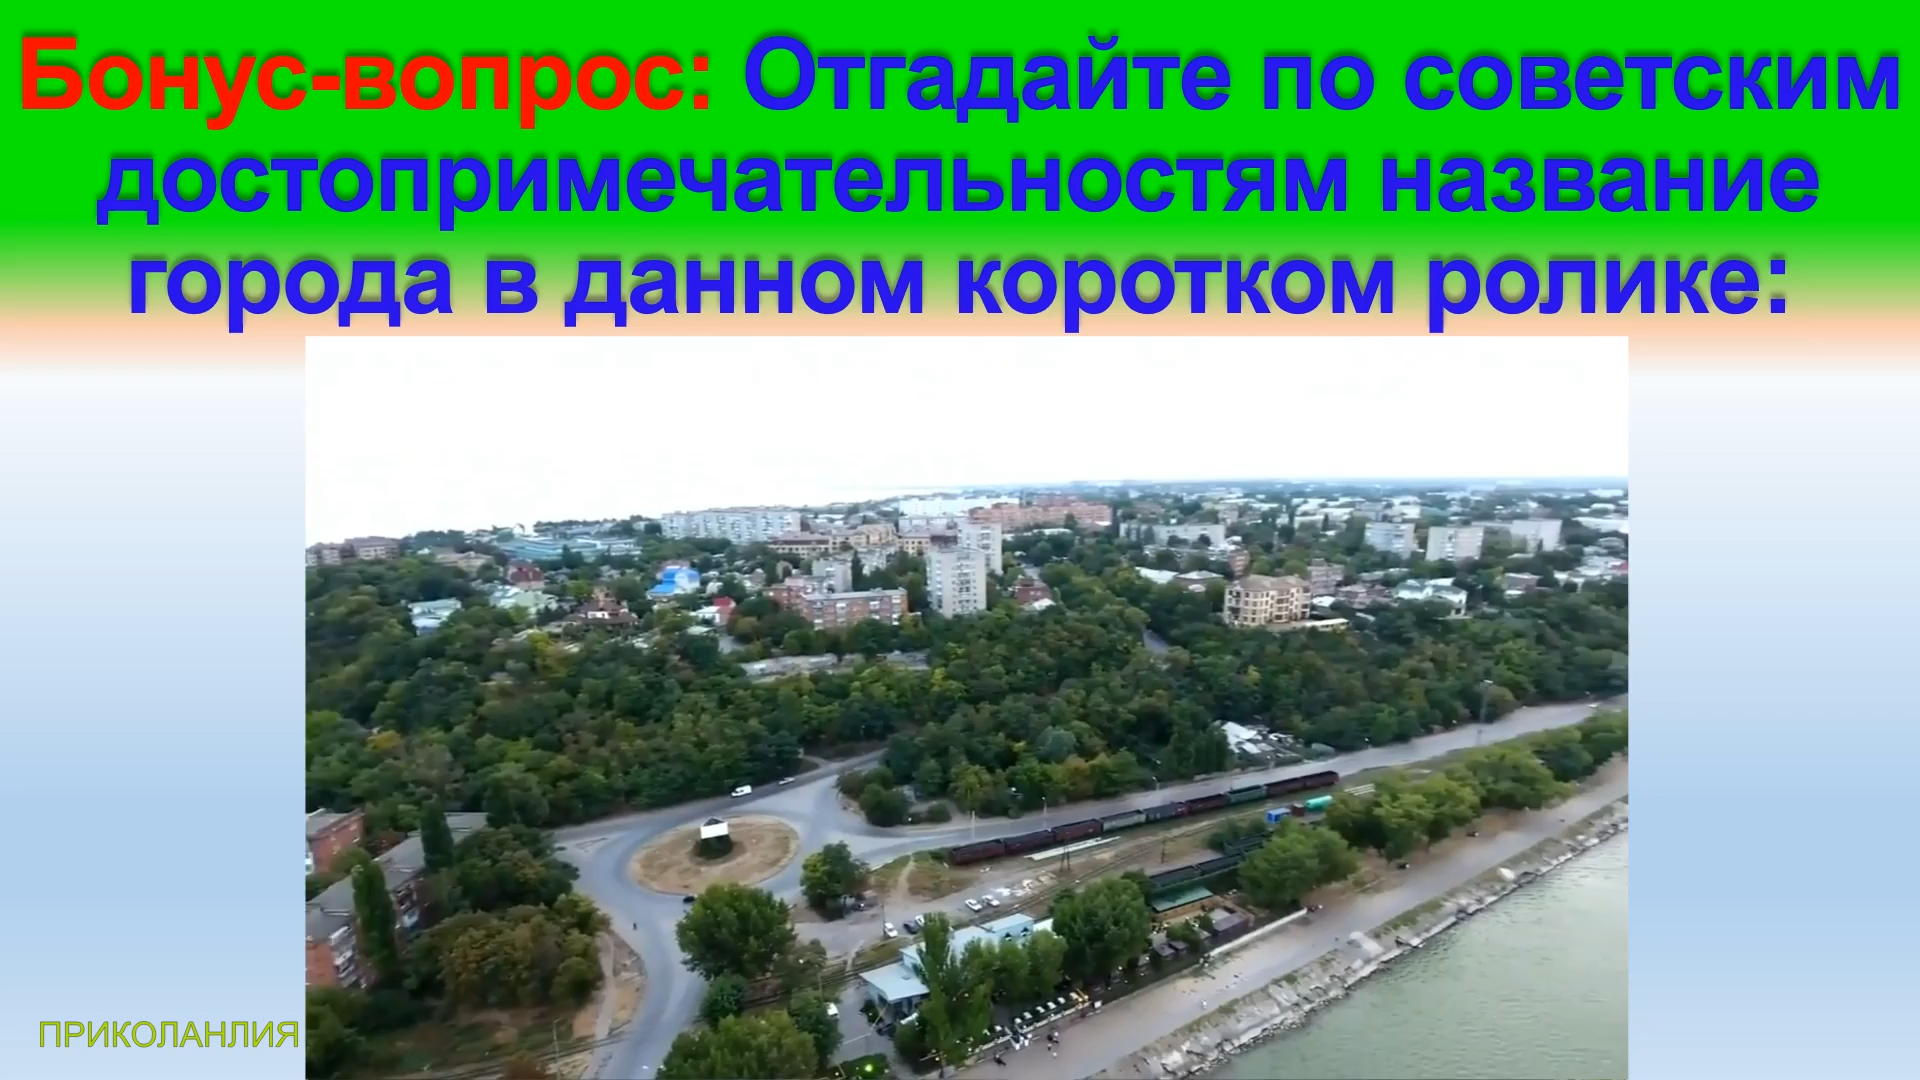 Бонус-вопрос: Отгадайте по советским
достопримечательностям название
города в данном коротком ролике:
ПРИКОЛАНЛИЯ